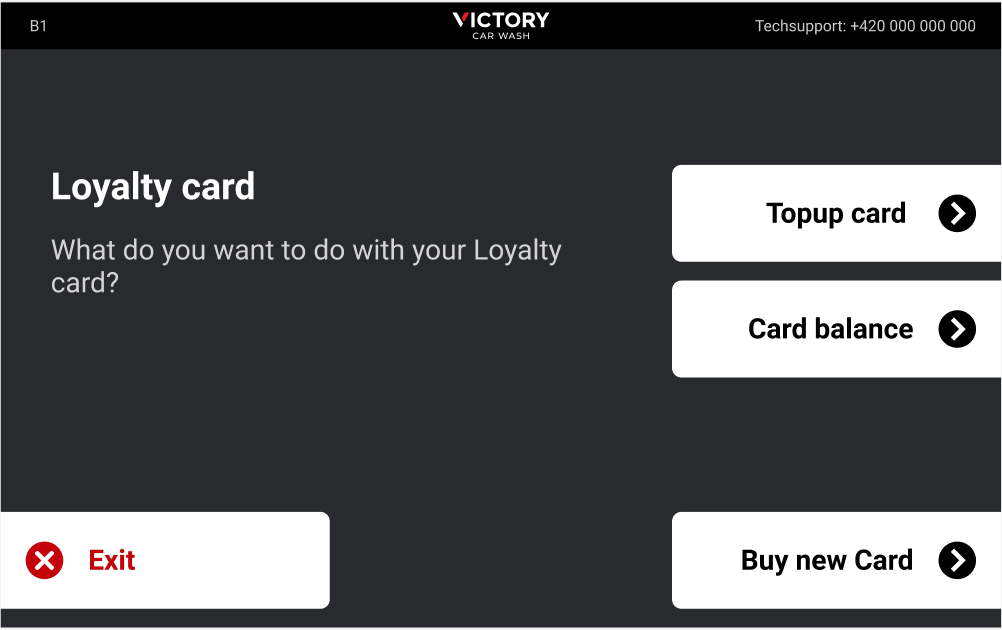 B1
VICTORY
CAR WASH
Techsupport: +420 000 000 000
Loyalty card
What do you want to do with your Loyalty
card?
Topup card
Card balance
Exit
Buy new Card